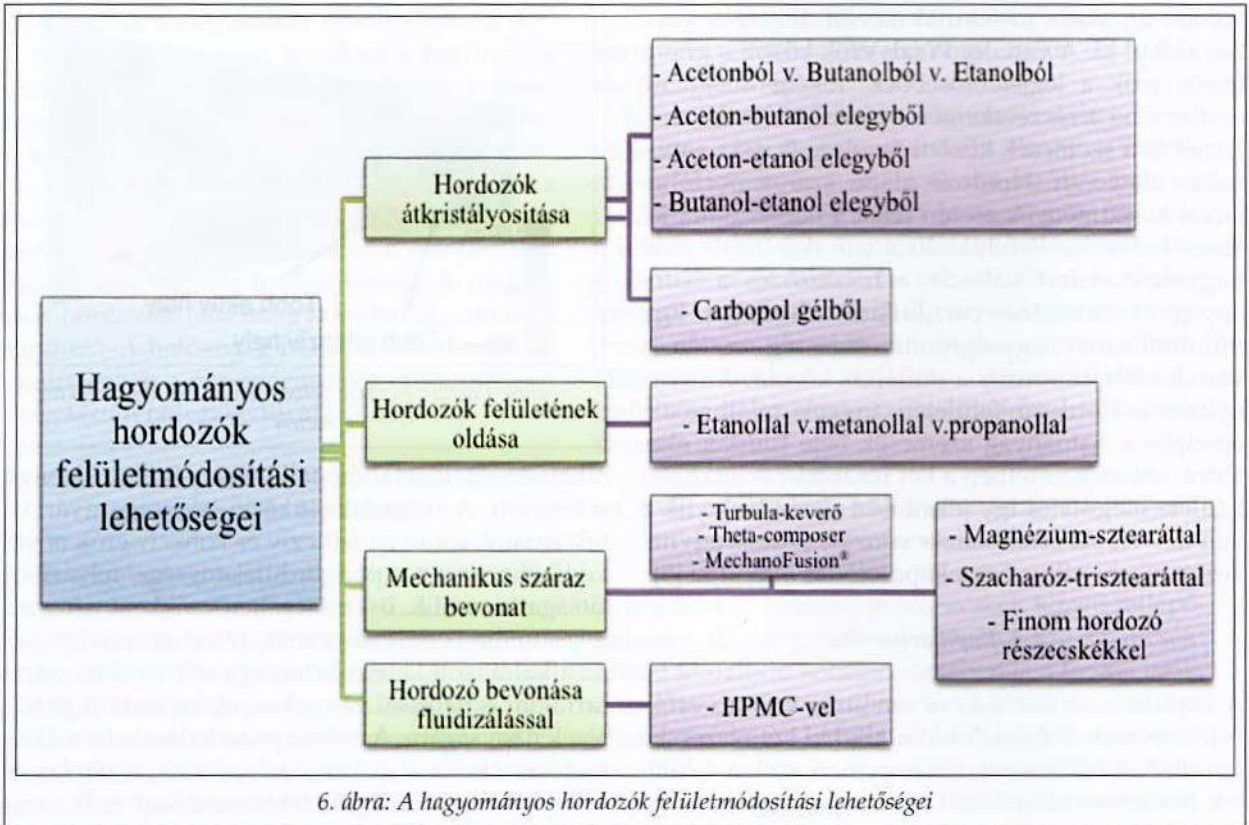 Hagyományos
hordozók
felületmódosítási
lehetőségei
Hordozók
átkristályosítása
- Acetonból v. Butanolból v. Etanolból
- Aceton-butanol elegyből
- Aceton-etanol elegyből
- Butanol-etanol elegyből
- Carbopol gélből
Hordozók felületének
oldása
- Etanollal v.metanollal v.propanollal
Mechanikus száraz
bevonat
- Turbula-keverő
- Theta-composer
- MechanoFusion®
- Magnézium-sztearáttal
- Szacharóz-trisztearáttal
- Finom hordozó
részecskékkel
Hordozó bevonása
fluidizálással
- HPMC-vel
6. ábra: A hagyományos hordozók felületmódosítási lehetőségei